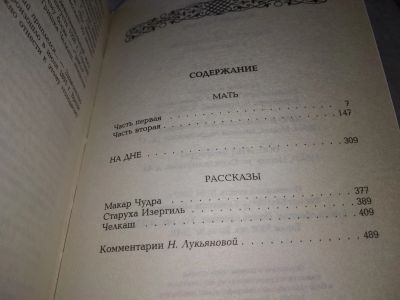 СОДЕРЖАНИЕ
МАТЬ
Часть первая 7
Часть вторая 147
НА ДНЕ 309
РАССКАЗЫ
Макар Чудра 377
Старуха Изергиль 389
Челкаш 409
Комментарии Н. Лукьяновой 489